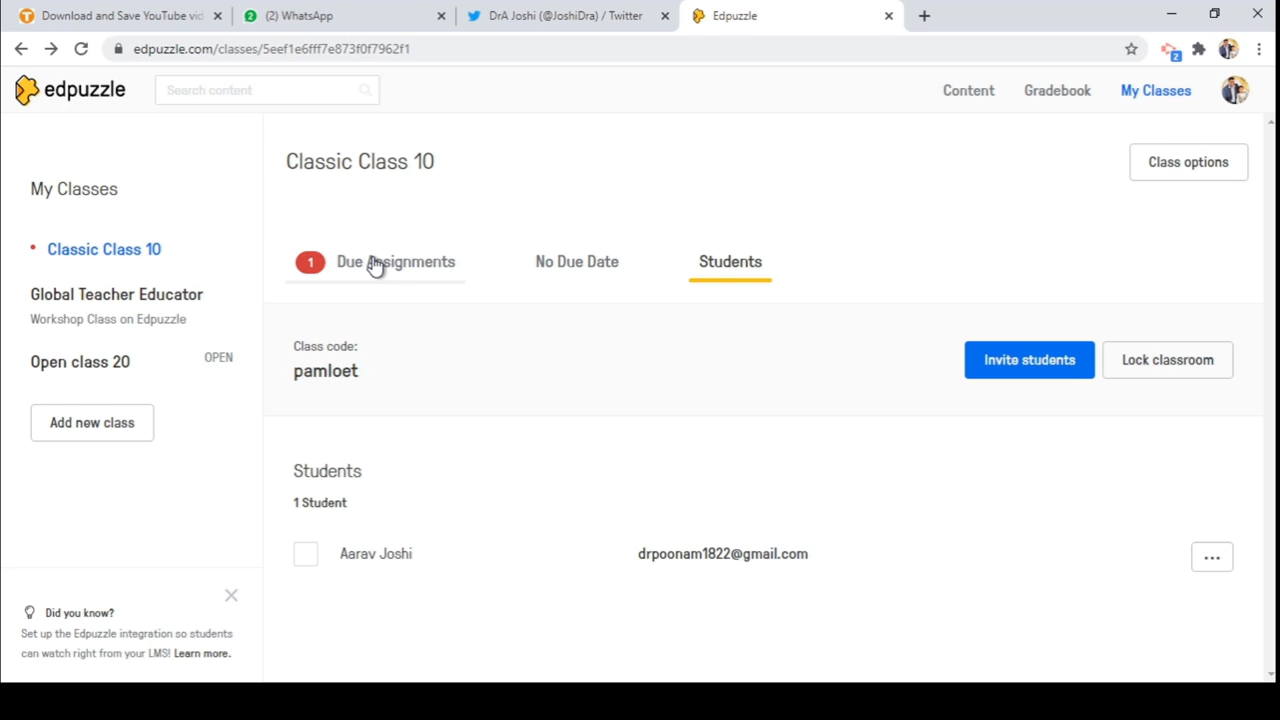 Download and Save YouTube vid
(2) WhatsApp
DrA Joshi (@JoshiDra) / Twitter
Edpuzzle
edpuzzle.com/classes/5eef1e6fff7e873f0f7962f1
2
edpuzzle
Search content
Content
Gradebook
My Classes
My Classes
Classic Class 10
Global Teacher Educator
Workshop Class on Edpuzzle
Open class 20
OPEN
Add new class
Did you know?
Set up the Edpuzzle integration so students
can watch right from your LMS! Learn more.
Classic Class 10
Class options
1
Due Assignments
No Due Date
Students
Class code:
pamloet
Invite students
Lock classroom
Students
1 Student
Aarav Joshi
drpoonam1822@gmail.com
...